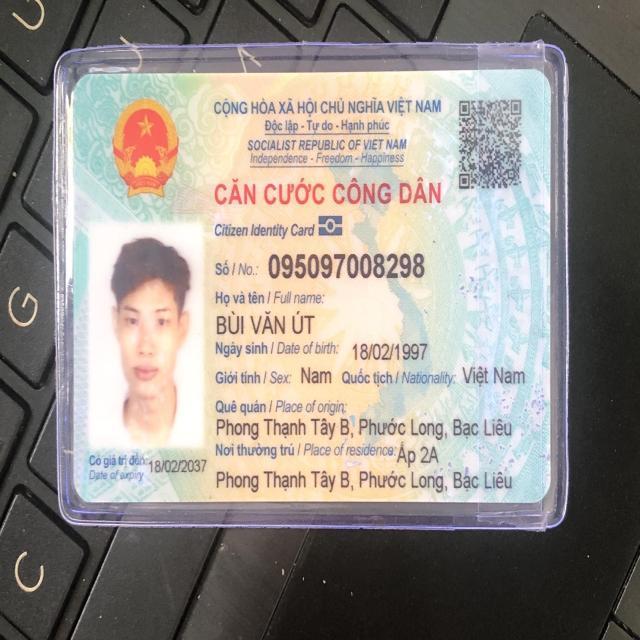 CỘNG HÒA XÃ HỘI CHỦ NGHĨA VIỆT NAM
Độc lập - Tự do - Hạnh phúc
SOCIALIST REPUBLIC OF VIET NAM
Independence - Freedom - Happiness
CĂN CƯỚC CÔNG DÂN
Citizen Identity Card
Số / No.: 095097008298
Họ và tên / Full name:
BÙI VĂN ÚT
Ngày sinh / Date of birth: 18/02/1997
Giới tính / Sex: Nam Quốc tịch / Nationality: Việt Nam
Quê quán / Place of origin:
Phong Thạnh Tây B, Phước Long, Bạc Liêu
Nơi thường trú / Place of residence: Ấp 2A
Phong Thạnh Tây B, Phước Long, Bạc Liêu
Có giá trị đến: 18/02/2037
Date of expiry
U
G
C